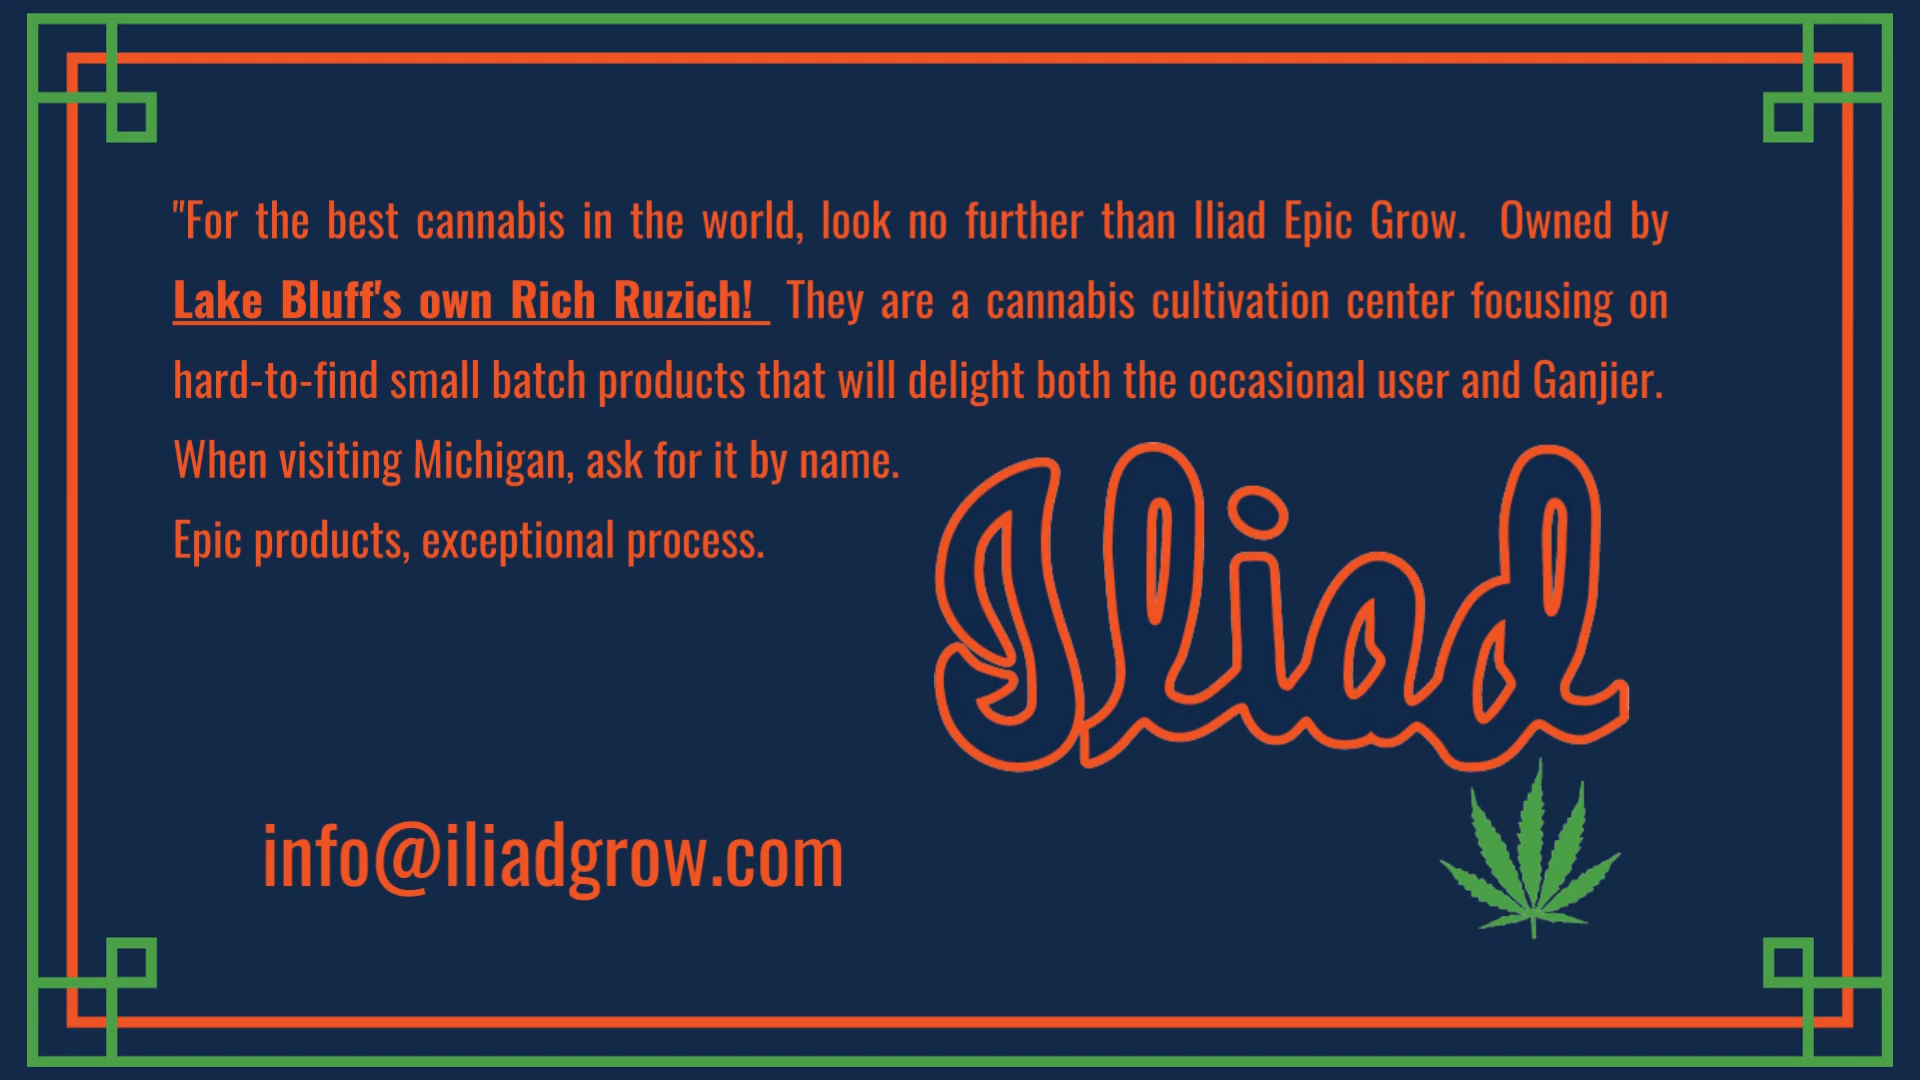 "For the best cannabis in the world, look no further than Iliad Epic Grow. Owned by
Lake Bluff's own Rich Ruzich! They are a cannabis cultivation center focusing on
hard-to-find small batch products that will delight both the occasional user and Ganjier.
When visiting Michigan, ask for it by name.
Epic products, exceptional process.
Iliad
info@iliadgrow.com